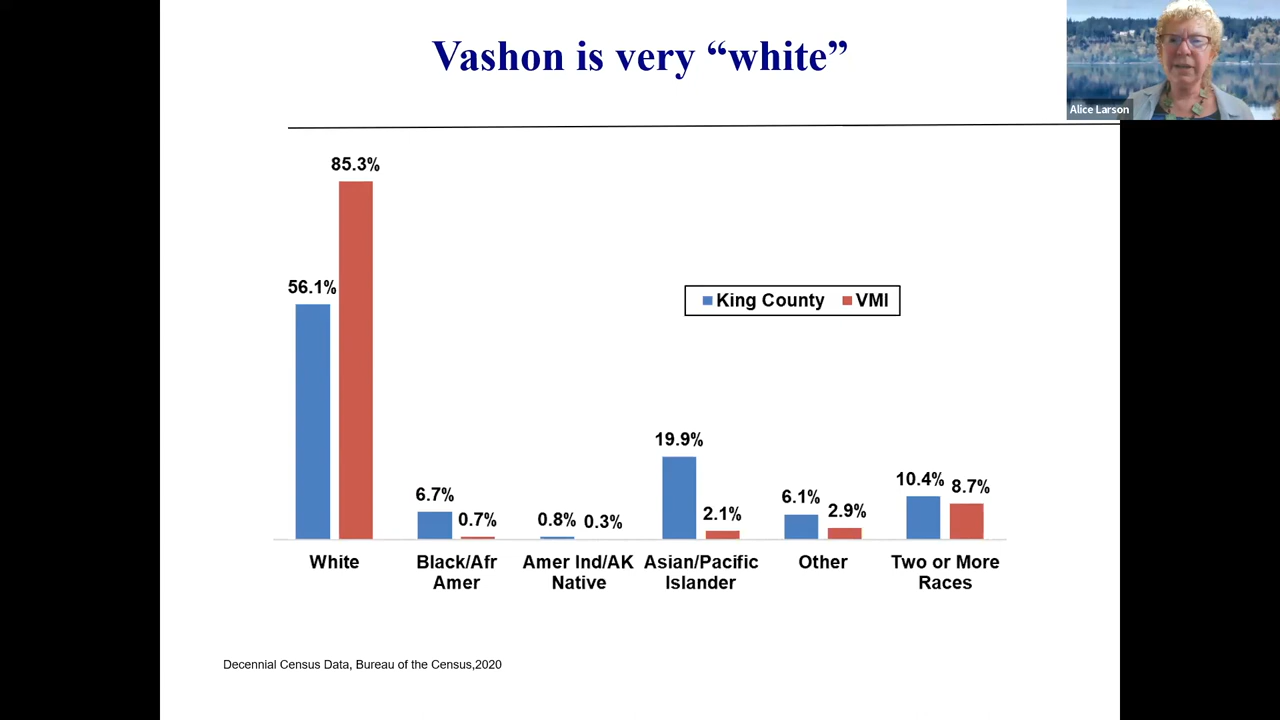 Vashon is very “white”
Alice Larson
85.3%
56.1%
King County VMI
19.9%
6.7%
0.7%
0.8%
0.3%
2.1%
6.1%
2.9%
10.4%
8.7%
White
Black/Afr
Amer
Amer Ind/AK
Native
Asian/Pacific
Islander
Other
Two or More
Races
Decennial Census Data, Bureau of the Census,2020